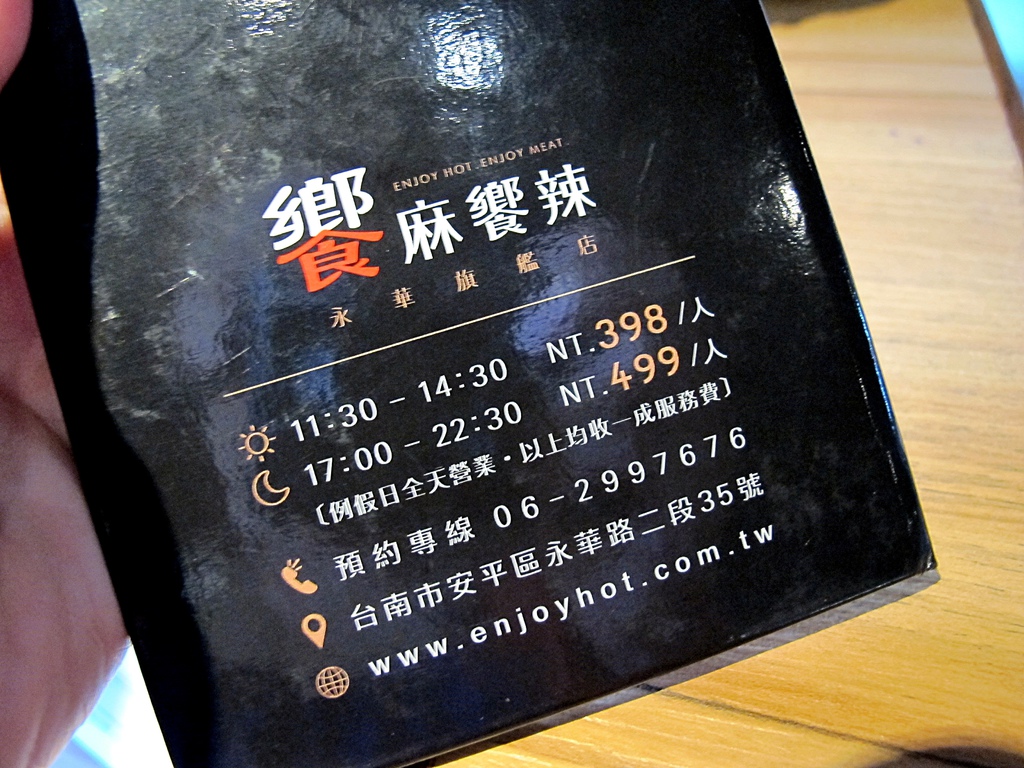 ENJOY HOT.ENJOY MEAT
饗麻饗辣
永華旗艦店
11:30 - 14:30 NT.398/人
17:00 - 22:30 NT.499/人
〔例假日全天營業・以上均收一成服務費〕
預約專線 06-2997676
台南市安平區永華路二段35號
www.enjoyhot.com.tw